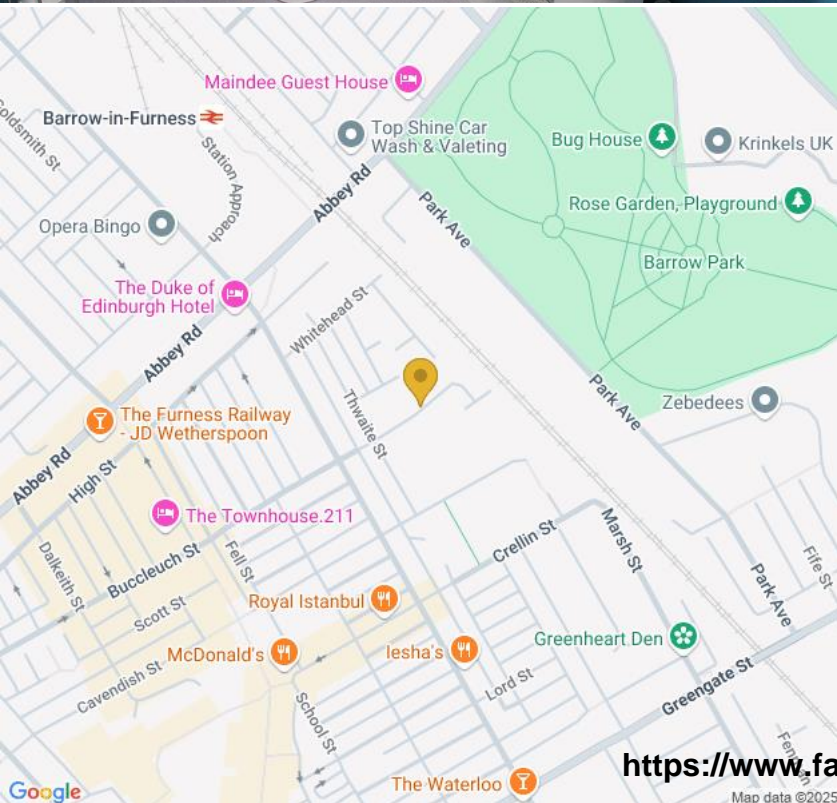 Maindee Guest House
Barrow-in-Furness
Station Approach
Top Shine Car
Wash & Valeting
Bug House
Krinkels UK
Abbey Rd
Park Ave
Rose Garden, Playground
Opera Bingo
Barrow Park
The Duke of
Edinburgh Hotel
Whitehead St
Abbey Rd
Park Ave
Zebedees
Thwaite St
The Furness Railway
- JD Wetherspoon
Abbey Rd
High St
The Townhouse.211
Marsh St
Crellin St
Fife St
Dalkeith St
Buccleuch St
Fell St
Park Ave
Scott St
Royal Istanbul
Greenheart Den
McDonald's
Iesha's
Cavendish St
Lord St
Greengate St
School St
The Waterloo
https://www.fa
Google
Map data ©2025